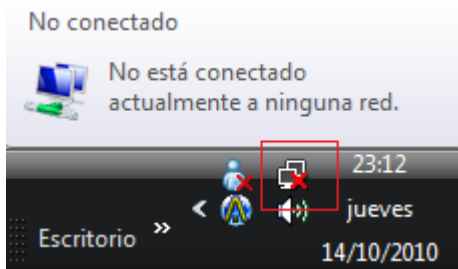 No conectado
No está conectado
actualmente a ninguna red.
23:12
jueves
Escritorio »
14/10/2010